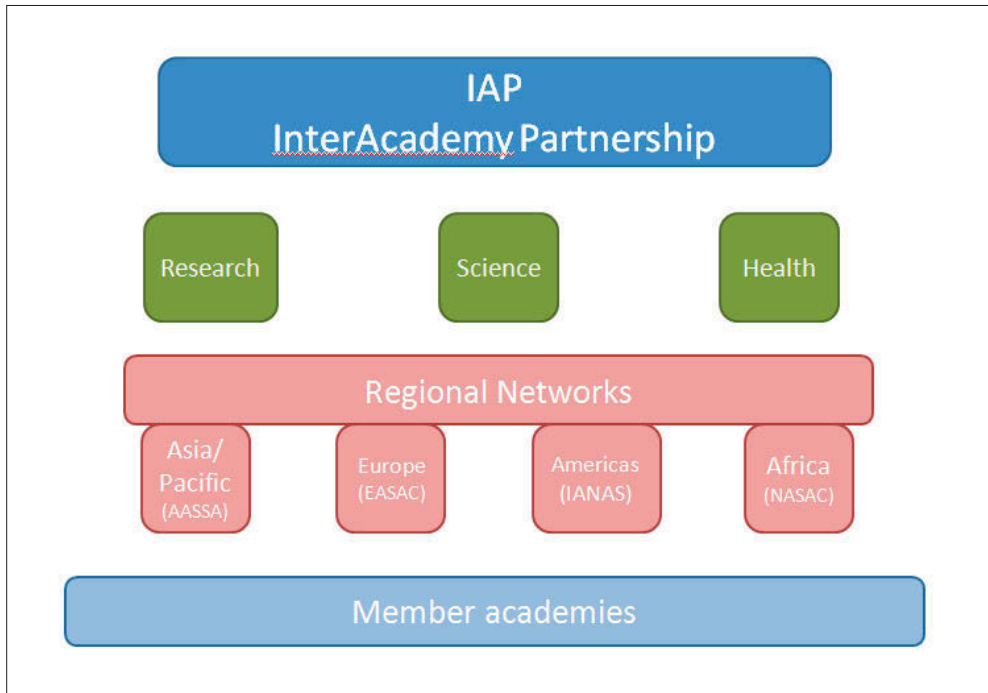 IAP
InterAcademy Partnership
Research
Science
Health
Regional Networks
Asia/
Pacific
(AASSA)
Europe
(EASAC)
Americas
(IANAS)
Africa
(NASAC)
Member academies